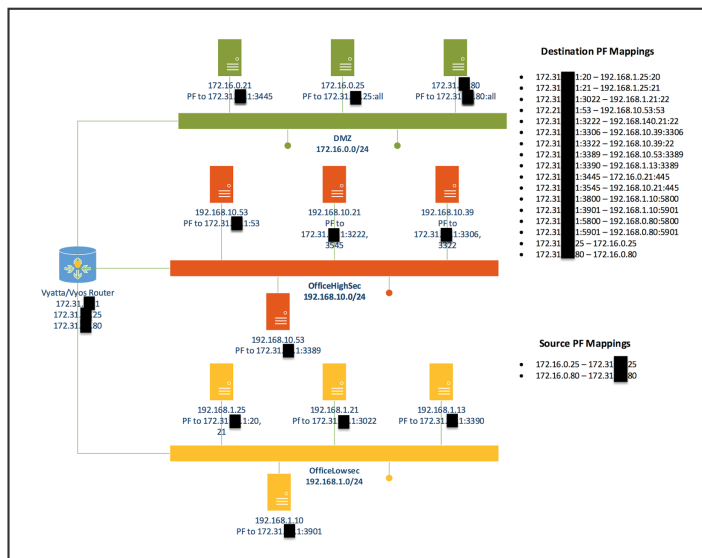 172.16.0.21
PF to 172.31. .1:3445
172.16.0.25
PF to 172.31. .25:all
172.31. .80
PF to 172.31. .80:all
DMZ
172.16.0.0/24
192.168.10.53
PF to 172.31. .1:53
192.168.10.21
PF to
172.31. .1:3222,
3545
192.168.10.39
PF to
172.31. .1:3306,
3322
Vyatta/Vyos Router
172.31. .1
172.31. .25
172.31. .80
OfficeHighSec
192.168.10.0/24
192.168.10.53
PF to 172.31. .1:3389
192.168.1.25
PF to 172.31. .1:20,
21
192.168.1.21
Pf to 172.31. .1:3022
192.168.1.13
PF to 172.31. .1:3390
OfficeLowsec
192.168.1.0/24
192.168.1.10
PF to 172.31. .1:3901
Destination PF Mappings
• 172.31. 1:20 – 192.168.1.25:20
• 172.31. 1:21 – 192.168.1.25:21
• 172.31. 1:3022 – 192.168.1.21:22
• 172.21. 1:53 – 192.168.10.53:53
• 172.31. 1:3222 – 192.168.140.21:22
• 172.31. 1:3306 – 192.168.10.39:3306
• 172.31. 1:3322 – 192.168.10.39:22
• 172.31. 1:3389 – 192.168.10.53:3389
• 172.31. 1:3390 – 192.168.1.13:3389
• 172.31. 1:3445 – 172.16.0.21:445
• 172.31. 1:3545 – 192.168.10.21:445
• 172.31. 1:3800 – 192.168.1.10:5800
• 172.31. 1:3901 – 192.168.1.10:5901
• 172.31. 1:5800 – 192.168.0.80:5800
• 172.31. 1:5901 – 192.168.0.80:5901
• 172.31. 25 – 172.16.0.25
• 172.31. 80 – 172.16.0.80
Source PF Mappings
• 172.16.0.25 – 172.31. 25
• 172.16.0.80 – 172.31. 80